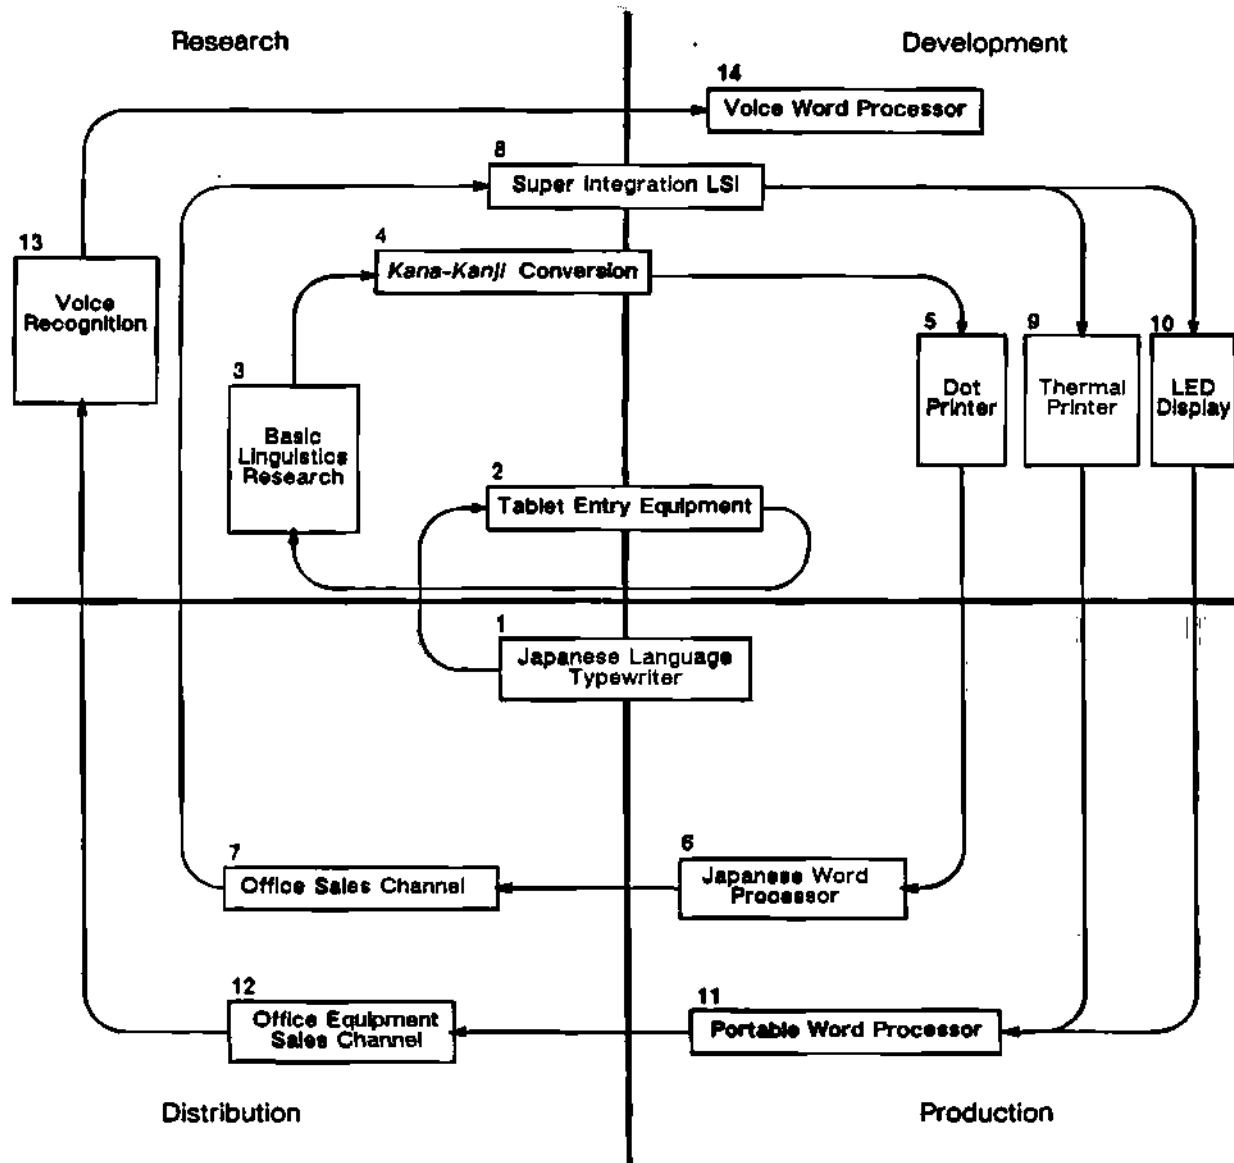 Research
Development
14
Voice Word Processor
8
Super Integration LSI
13
Voice
Recognition
4
Kana-Kanji Conversion
5
Dot
Printer
9
Thermal
Printer
10
LED
Display
3
Basic
Linguistics
Research
2
Tablet Entry Equipment
1
Japanese Language
Typewriter
7
Office Sales Channel
6
Japanese Word
Processor
12
Office Equipment
Sales Channel
11
Portable Word Processor
Distribution
Production